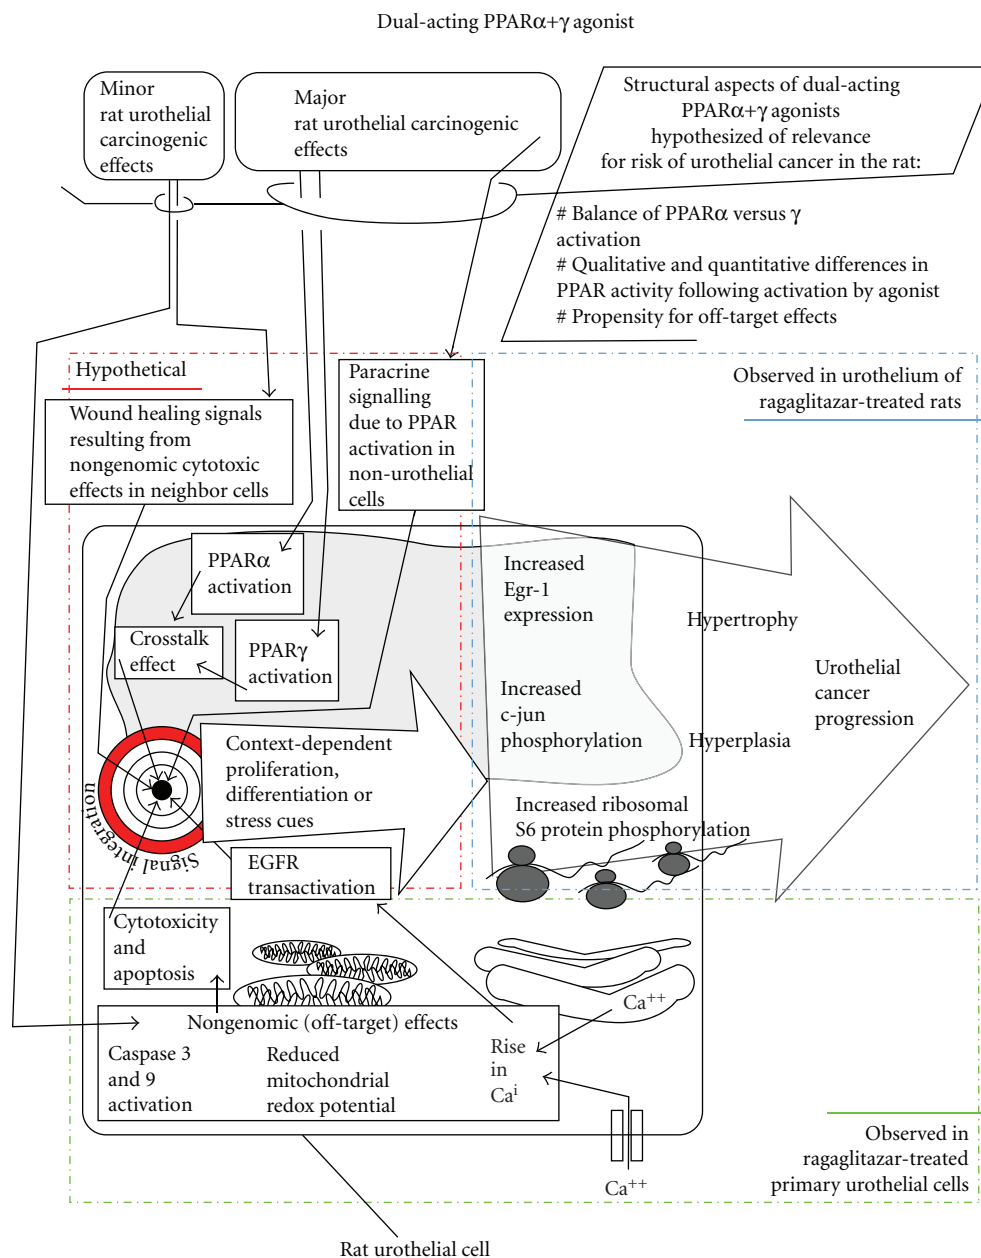 Dual-acting PPARα+γ agonist
Minor
rat urothelial
carcinogenic
effects
Major
rat urothelial carcinogenic
effects
Structural aspects of dual-acting
PPARα+γ agonists
hypothesized of relevance
for risk of urothelial cancer in the rat:
# Balance of PPARα versus γ
activation
# Qualitative and quantitative differences in
PPAR activity following activation by agonist
# Propensity for off-target effects
Hypothetical
Wound healing signals
resulting from
nongenomic cytotoxic
effects in neighbor cells
Paracrine
signalling
due to PPAR
activation in
non-urothelial
cells
Observed in urothelium of
ragaglitazar-treated rats
PPARα
activation
Crosstalk
effect
PPARγ
activation
Increased
Egr-1
expression
Increased
c-jun
phosphorylation
Hypertrophy
Hyperplasia
Urothelial
cancer
progression
Context-dependent
proliferation,
differentiation or
stress cues
Signal integration
Increased ribosomal
S6 protein phosphorylation
EGFR
transactivation
Cytotoxicity
and
apoptosis
Nongenomic (off-target) effects
Caspase 3
and 9
activation
Reduced
mitochondrial
redox potential
Rise
in
Caⁱ
Ca⁺⁺
Ca⁺⁺
Observed in
ragaglitazar-treated
primary urothelial cells
Rat urothelial cell